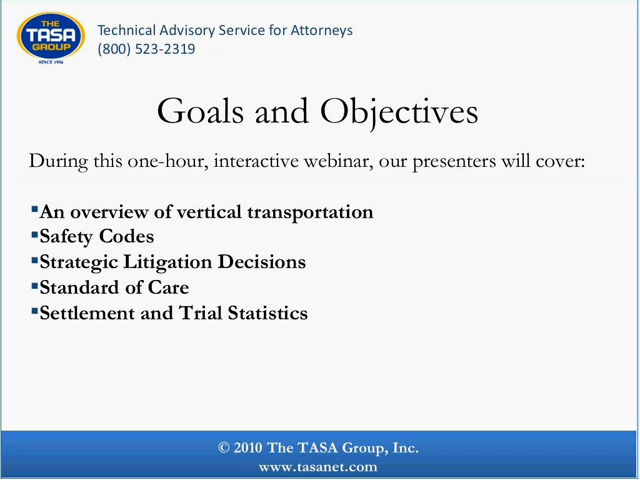 THE
TASA
GROUP
SINCE 1956
Technical Advisory Service for Attorneys
(800) 523-2319
Goals and Objectives
During this one-hour, interactive webinar, our presenters will cover:
▪An overview of vertical transportation
▪Safety Codes
▪Strategic Litigation Decisions
▪Standard of Care
▪Settlement and Trial Statistics
© 2010 The TASA Group, Inc.
www.tasanet.com